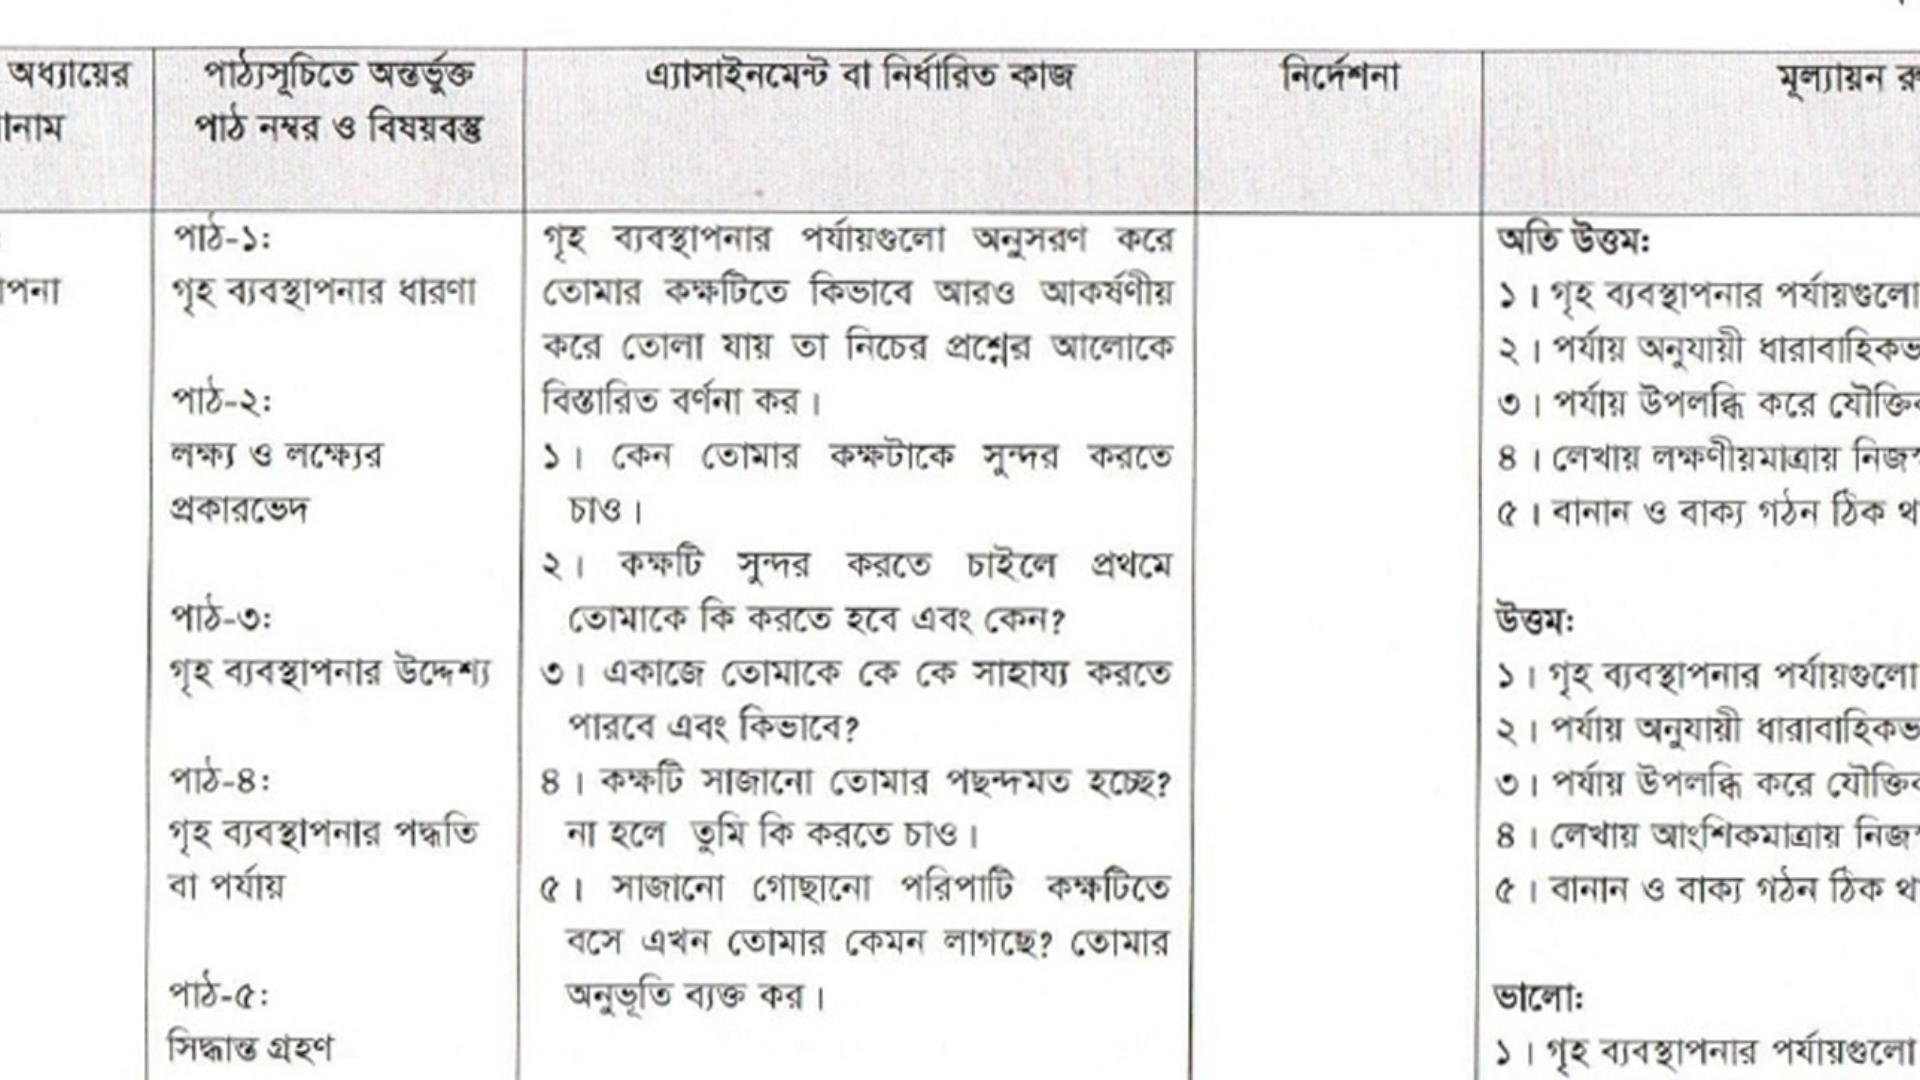 অধ্যায়ের
পাঠ্যসূচিতে অন্তর্ভুক্ত
পাঠ নম্বর ও বিষয়বস্তু
এ্যাসাইনমেন্ট বা নির্ধারিত কাজ
নির্দেশনা
মূল্যায়ন
পাঠ-১:
গৃহ ব্যবস্থাপনার ধারণা
পাঠ-২:
লক্ষ্য ও লক্ষ্যের
প্রকারভেদ
পাঠ-৩:
গৃহ ব্যবস্থাপনার উদ্দেশ্য
পাঠ-৪:
গৃহ ব্যবস্থাপনার পদ্ধতি
বা পর্যায়
পাঠ-৫:
সিদ্ধান্ত গ্রহণ
গৃহ ব্যবস্থাপনার পর্যায়গুলো অনুসরণ করে
তোমার কক্ষটিতে কিভাবে আরও আকর্ষণীয়
করে তোলা যায় তা নিচের প্রশ্নের আলোকে
বিস্তারিত বর্ণনা কর।
১। কেন তোমার কক্ষটাকে সুন্দর করতে
চাও।
২। কক্ষটি সুন্দর করতে চাইলে প্রথমে
তোমাকে কি করতে হবে এবং কেন?
৩। একাজে তোমাকে কে কে সাহায্য করতে
পারবে এবং কিভাবে?
৪। কক্ষটি সাজানো তোমার পছন্দমত হচ্ছে?
না হলে তুমি কি করতে চাও।
৫। সাজানো গোছানো পরিপাটি কক্ষটিতে
বসে এখন তোমার কেমন লাগছে? তোমার
অনুভূতি ব্যক্ত কর।
অতি উত্তম:
১। গৃহ ব্যবস্থাপনার পর্যায়গুলো
২। পর্যায় অনুযায়ী
৩। পর্যায় উপলব্ধি করে
৪। লেখায় লক্ষণীয়মাত্রায়
৫। বানান ও বাক্য গঠন ঠিক
উত্তম:
১। গৃহ ব্যবস্থাপনার পর্যায়গুলো
২। পর্যায় অনুযায়ী
৩। পর্যায় উপলব্ধি করে
৪। লেখায় আংশিকমাত্রায়
৫। বানান ও বাক্য গঠন ঠিক
ভালো:
১। গৃহ ব্যবস্থাপনার পর্যায়গুলো